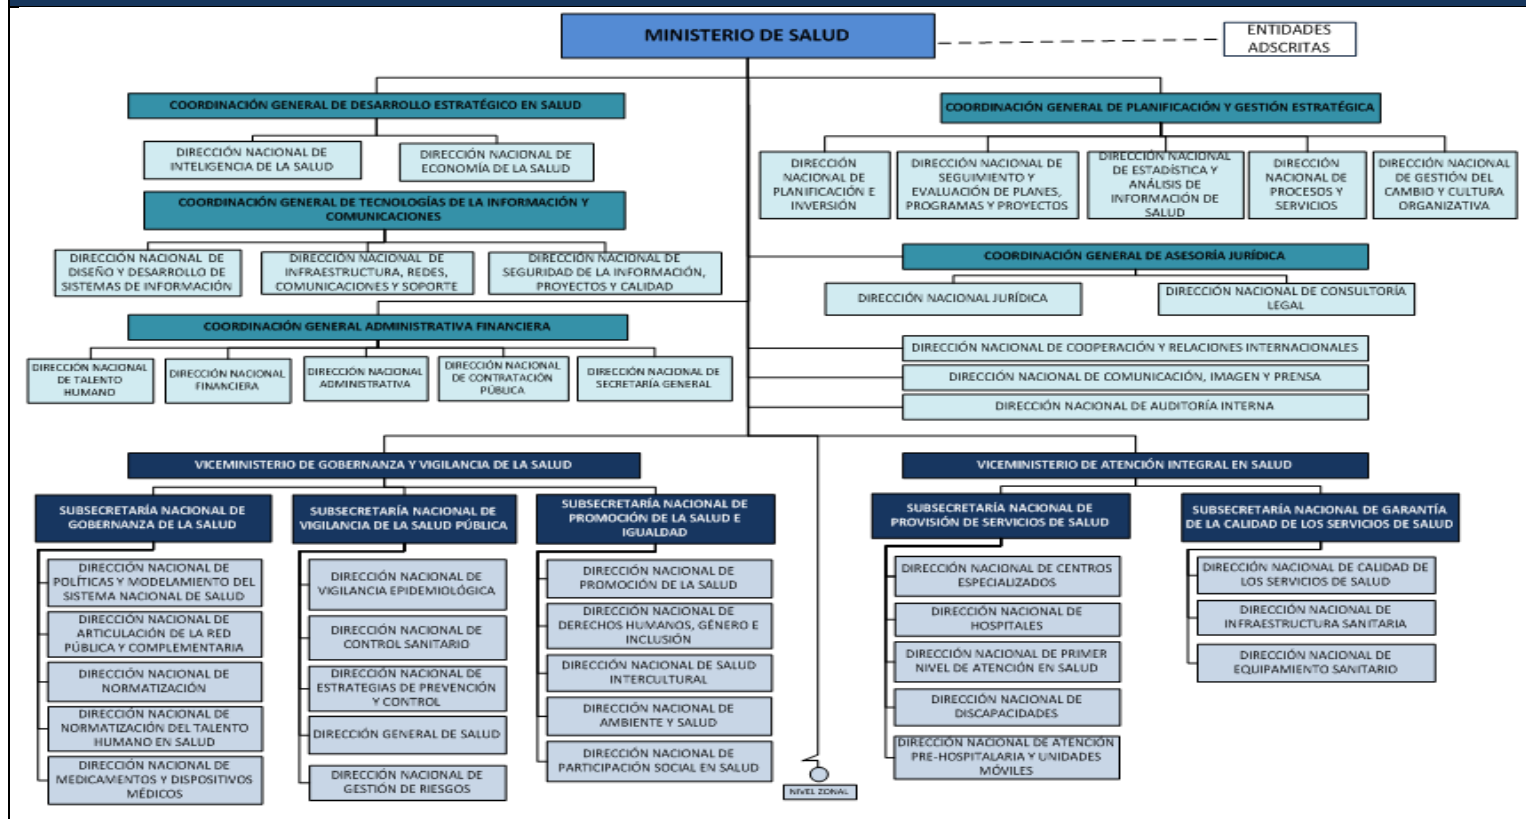 MINISTERIO DE SALUD
ENTIDADES
ADSCRITAS
COORDINACIÓN GENERAL DE DESARROLLO ESTRATÉGICO EN SALUD
DIRECCIÓN NACIONAL DE
INTELIGENCIA DE LA SALUD
DIRECCIÓN NACIONAL DE
ECONOMÍA DE LA SALUD
COORDINACIÓN GENERAL DE TECNOLOGÍAS DE LA INFORMACIÓN Y
COMUNICACIONES
DIRECCIÓN NACIONAL DE
DISEÑO Y DESARROLLO DE
SISTEMAS DE INFORMACIÓN
DIRECCIÓN NACIONAL DE
INFRAESTRUCTURA, REDES,
COMUNICACIONES Y SOPORTE
DIRECCIÓN NACIONAL DE
SEGURIDAD DE LA INFORMACIÓN,
PROYECTOS Y CALIDAD
COORDINACIÓN GENERAL ADMINISTRATIVA FINANCIERA
DIRECCIÓN NACIONAL
DE TALENTO
HUMANO
DIRECCIÓN NACIONAL
FINANCIERA
DIRECCIÓN NACIONAL
ADMINISTRATIVA
DIRECCIÓN NACIONAL
DE CONTRATACIÓN
PÚBLICA
DIRECCIÓN NACIONAL DE
SECRETARÍA GENERAL
COORDINACIÓN GENERAL DE PLANIFICACIÓN Y GESTIÓN ESTRATÉGICA
DIRECCIÓN
NACIONAL DE
PLANIFICACIÓN E
INVERSIÓN
DIRECCIÓN NACIONAL DE
SEGUIMIENTO Y
EVALUACIÓN DE PLANES,
PROGRAMAS Y PROYECTOS
DIRECCIÓN NACIONAL
DE ESTADÍSTICA Y
ANÁLISIS DE
INFORMACIÓN DE
SALUD
DIRECCIÓN
NACIONAL DE
PROCESOS Y
SERVICIOS
DIRECCIÓN NACIONAL
DE GESTIÓN DEL
CAMBIO Y CULTURA
ORGANIZATIVA
COORDINACIÓN GENERAL DE ASESORÍA JURÍDICA
DIRECCIÓN NACIONAL JURÍDICA
DIRECCIÓN NACIONAL DE CONSULTORÍA
LEGAL
DIRECCIÓN NACIONAL DE COOPERACIÓN Y RELACIONES INTERNACIONALES
DIRECCIÓN NACIONAL DE COMUNICACIÓN, IMAGEN Y PRENSA
DIRECCIÓN NACIONAL DE AUDITORÍA INTERNA
VICEMINISTERIO DE GOBERNANZA Y VIGILANCIA DE LA SALUD
SUBSECRETARÍA NACIONAL DE
GOBERNANZA DE LA SALUD
DIRECCIÓN NACIONAL DE
POLÍTICAS Y MODELAMIENTO DEL
SISTEMA NACIONAL DE SALUD
DIRECCIÓN NACIONAL DE
ARTICULACIÓN DE LA RED
PÚBLICA Y COMPLEMENTARIA
DIRECCIÓN NACIONAL DE
NORMATIZACIÓN
DIRECCIÓN NACIONAL DE
NORMATIZACIÓN DEL TALENTO
HUMANO EN SALUD
DIRECCIÓN NACIONAL DE
MEDICAMENTOS Y DISPOSITIVOS
MÉDICOS
SUBSECRETARÍA NACIONAL DE
VIGILANCIA DE LA SALUD PÚBLICA
DIRECCIÓN NACIONAL DE
VIGILANCIA EPIDEMIOLÓGICA
DIRECCIÓN NACIONAL DE
CONTROL SANITARIO
DIRECCIÓN NACIONAL DE
ESTRATEGIAS DE PREVENCIÓN
Y CONTROL
DIRECCIÓN GENERAL DE SALUD
DIRECCIÓN NACIONAL DE
GESTIÓN DE RIESGOS
SUBSECRETARÍA NACIONAL DE
PROMOCIÓN DE LA SALUD E
IGUALDAD
DIRECCIÓN NACIONAL DE
PROMOCIÓN DE LA SALUD
DIRECCIÓN NACIONAL DE
DERECHOS HUMANOS, GÉNERO E
INCLUSIÓN
DIRECCIÓN NACIONAL DE SALUD
INTERCULTURAL
DIRECCIÓN NACIONAL DE
AMBIENTE Y SALUD
DIRECCIÓN NACIONAL DE
PARTICIPACIÓN SOCIAL EN SALUD
NIVEL ZONAL
VICEMINISTERIO DE ATENCIÓN INTEGRAL EN SALUD
SUBSECRETARÍA NACIONAL DE
PROVISIÓN DE SERVICIOS DE SALUD
DIRECCIÓN NACIONAL DE CENTROS
ESPECIALIZADOS
DIRECCIÓN NACIONAL DE
HOSPITALES
DIRECCIÓN NACIONAL DE PRIMER
NIVEL DE ATENCIÓN EN SALUD
DIRECCIÓN NACIONAL DE
DISCAPACIDADES
DIRECCIÓN NACIONAL DE ATENCIÓN
PRE-HOSPITALARIA Y UNIDADES
MÓVILES
SUBSECRETARÍA NACIONAL DE GARANTÍA
DE LA CALIDAD DE LOS SERVICIOS DE SALUD
DIRECCIÓN NACIONAL DE CALIDAD DE
LOS SERVICIOS DE SALUD
DIRECCIÓN NACIONAL DE
INFRAESTRUCTURA SANITARIA
DIRECCIÓN NACIONAL DE
EQUIPAMIENTO SANITARIO